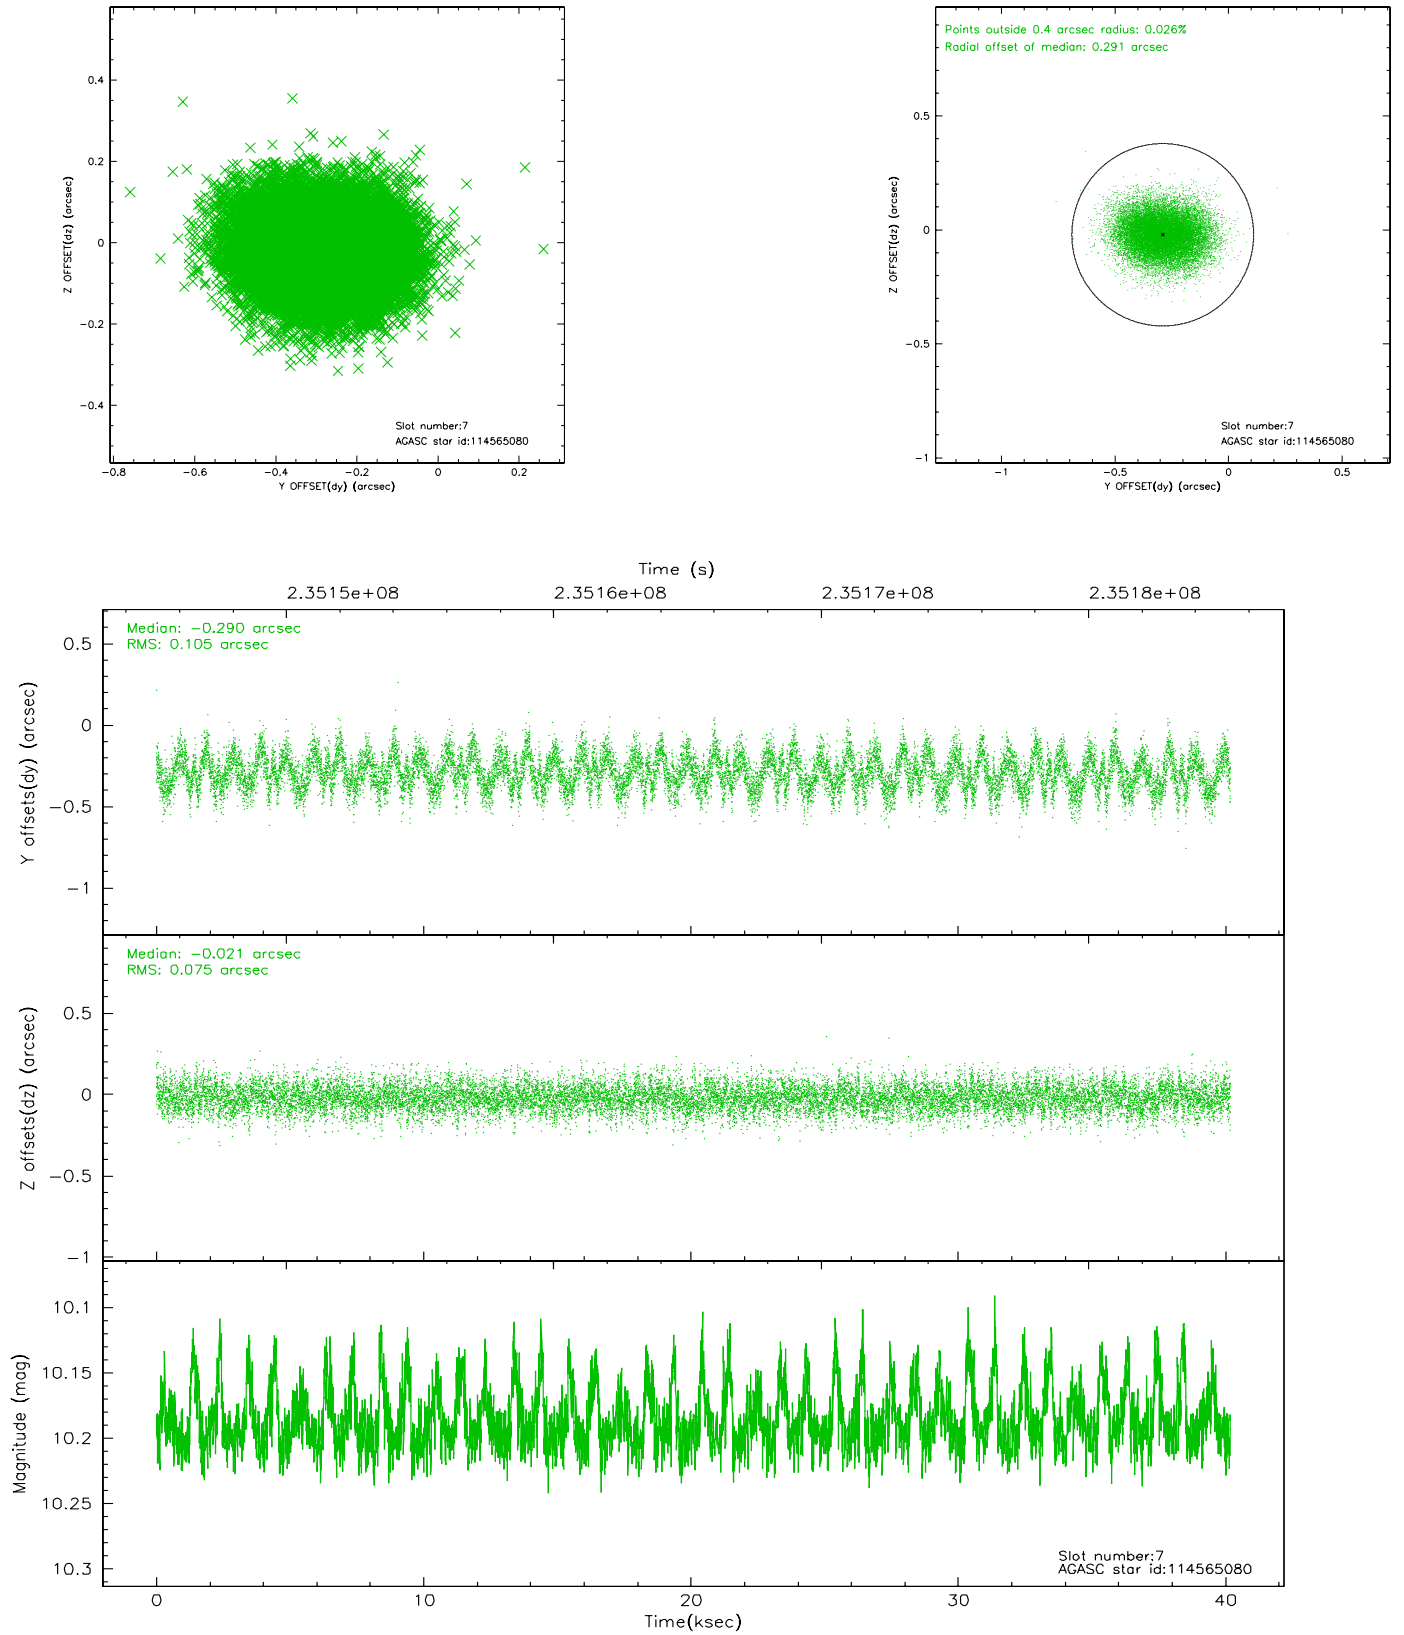 0.4
0.2
0
-0.2
-0.4
Z OFFSET(dz) (arcsec)
Slot number:7
AGASC star id:114565080
-0.8 -0.6 -0.4 -0.2 0 0.2
Y OFFSET(dy) (arcsec)
Points outside 0.4 arcsec radius: 0.026%
Radial offset of median: 0.291 arcsec
0.5
0
-0.5
-1
Z OFFSET(dz) (arcsec)
Slot number:7
AGASC star id:114565080
-1 -0.5 0 0.5
Y OFFSET(dy) (arcsec)
Time (s)
2.3515e+08 2.3516e+08 2.3517e+08 2.3518e+08
Median: -0.290 arcsec
RMS: 0.105 arcsec
0.5
0
-0.5
-1
Y offsets(dy) (arcsec)
Median: -0.021 arcsec
RMS: 0.075 arcsec
0.5
0
-0.5
-1
Z offsets(dz) (arcsec)
10.1
10.15
10.2
10.25
10.3
Magnitude (mag)
Slot number:7
AGASC star id:114565080
0 10 20 30 40
Time(ksec)